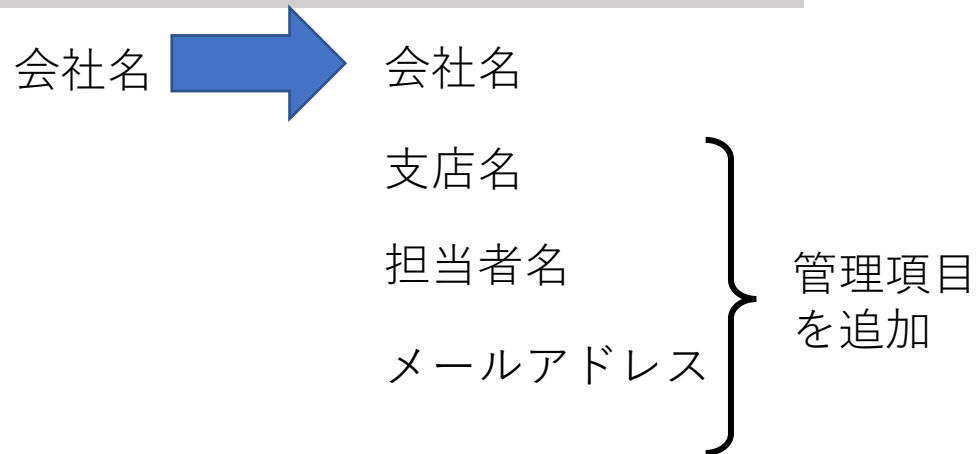 会社名
会社名
支店名
担当者名
メールアドレス
管理項目
を追加